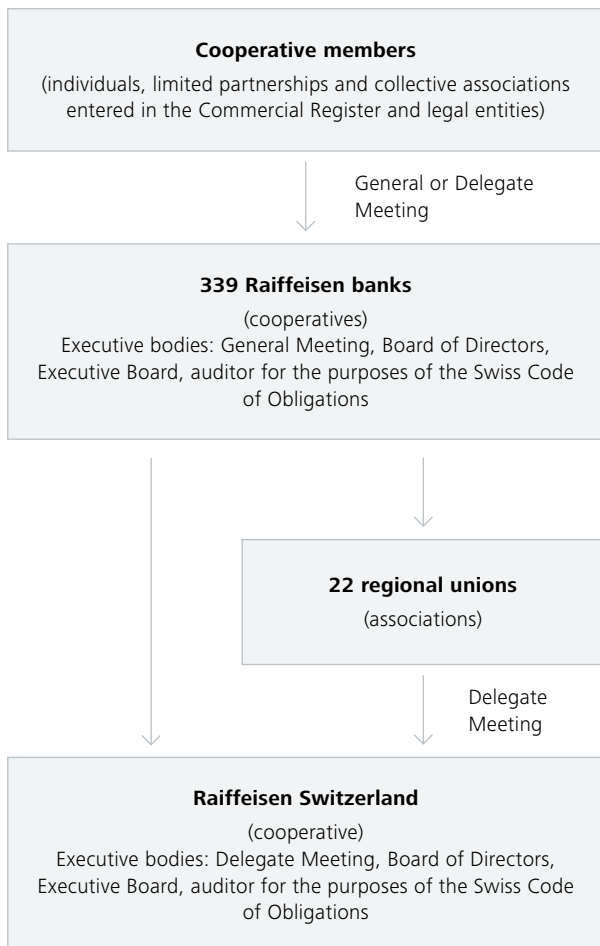 Cooperative members
(individuals, limited partnerships and collective associations
entered in the Commercial Register and legal entities)
General or Delegate
Meeting
339 Raiffeisen banks
(cooperatives)
Executive bodies: General Meeting, Board of Directors,
Executive Board, auditor for the purposes of the Swiss Code
of Obligations
22 regional unions
(associations)
Delegate
Meeting
Raiffeisen Switzerland
(cooperative)
Executive bodies: Delegate Meeting, Board of Directors,
Executive Board, auditor for the purposes of the Swiss Code
of Obligations